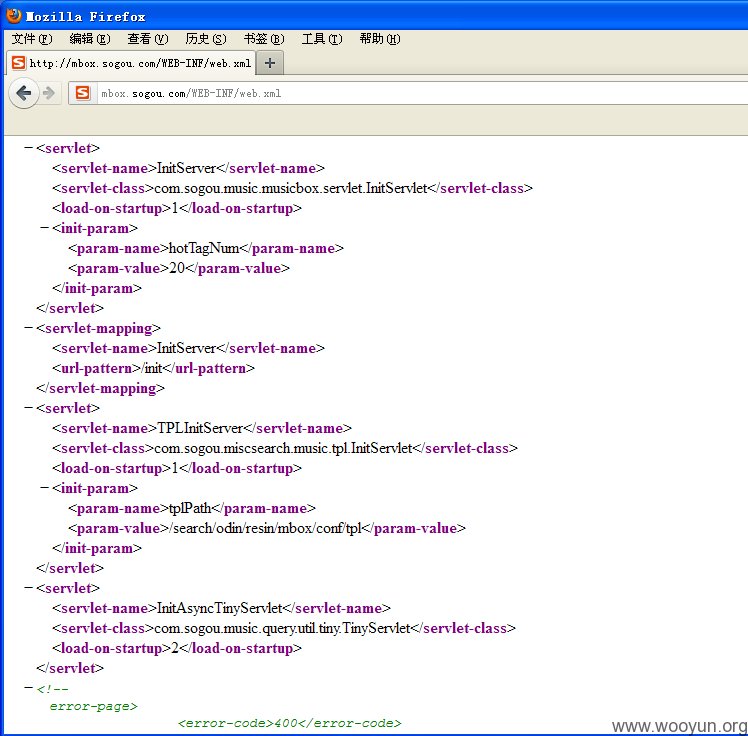 Mozilla Firefox
文件(F) 编辑(E) 查看(V) 历史(S) 书签(B) 工具(T) 帮助(H)
http://mbox.sogou.com/WEB-INF/web.xml
mbox.sogou.com/WEB-INF/web.xml
−<servlet>
<servlet-name>InitServer</servlet-name>
<servlet-class>com.sogou.music.musicbox.servlet.InitServlet</servlet-class>
<load-on-startup>1</load-on-startup>
−<init-param>
<param-name>hotTagNum</param-name>
<param-value>20</param-value>
</init-param>
</servlet>
−<servlet-mapping>
<servlet-name>InitServer</servlet-name>
<url-pattern>/init</url-pattern>
</servlet-mapping>
−<servlet>
<servlet-name>TPLInitServer</servlet-name>
<servlet-class>com.sogou.miscsearch.music.tpl.InitServlet</servlet-class>
<load-on-startup>1</load-on-startup>
−<init-param>
<param-name>tplPath</param-name>
<param-value>/search/odin/resin/mbox/conf/tpl</param-value>
</init-param>
</servlet>
−<servlet>
<servlet-name>InitAsyncTinyServlet</servlet-name>
<servlet-class>com.sogou.music.query.util.tiny.TinyServlet</servlet-class>
<load-on-startup>2</load-on-startup>
</servlet>
−<!--
error-page>
<error-code>400</error-code>
www.wooyun.org